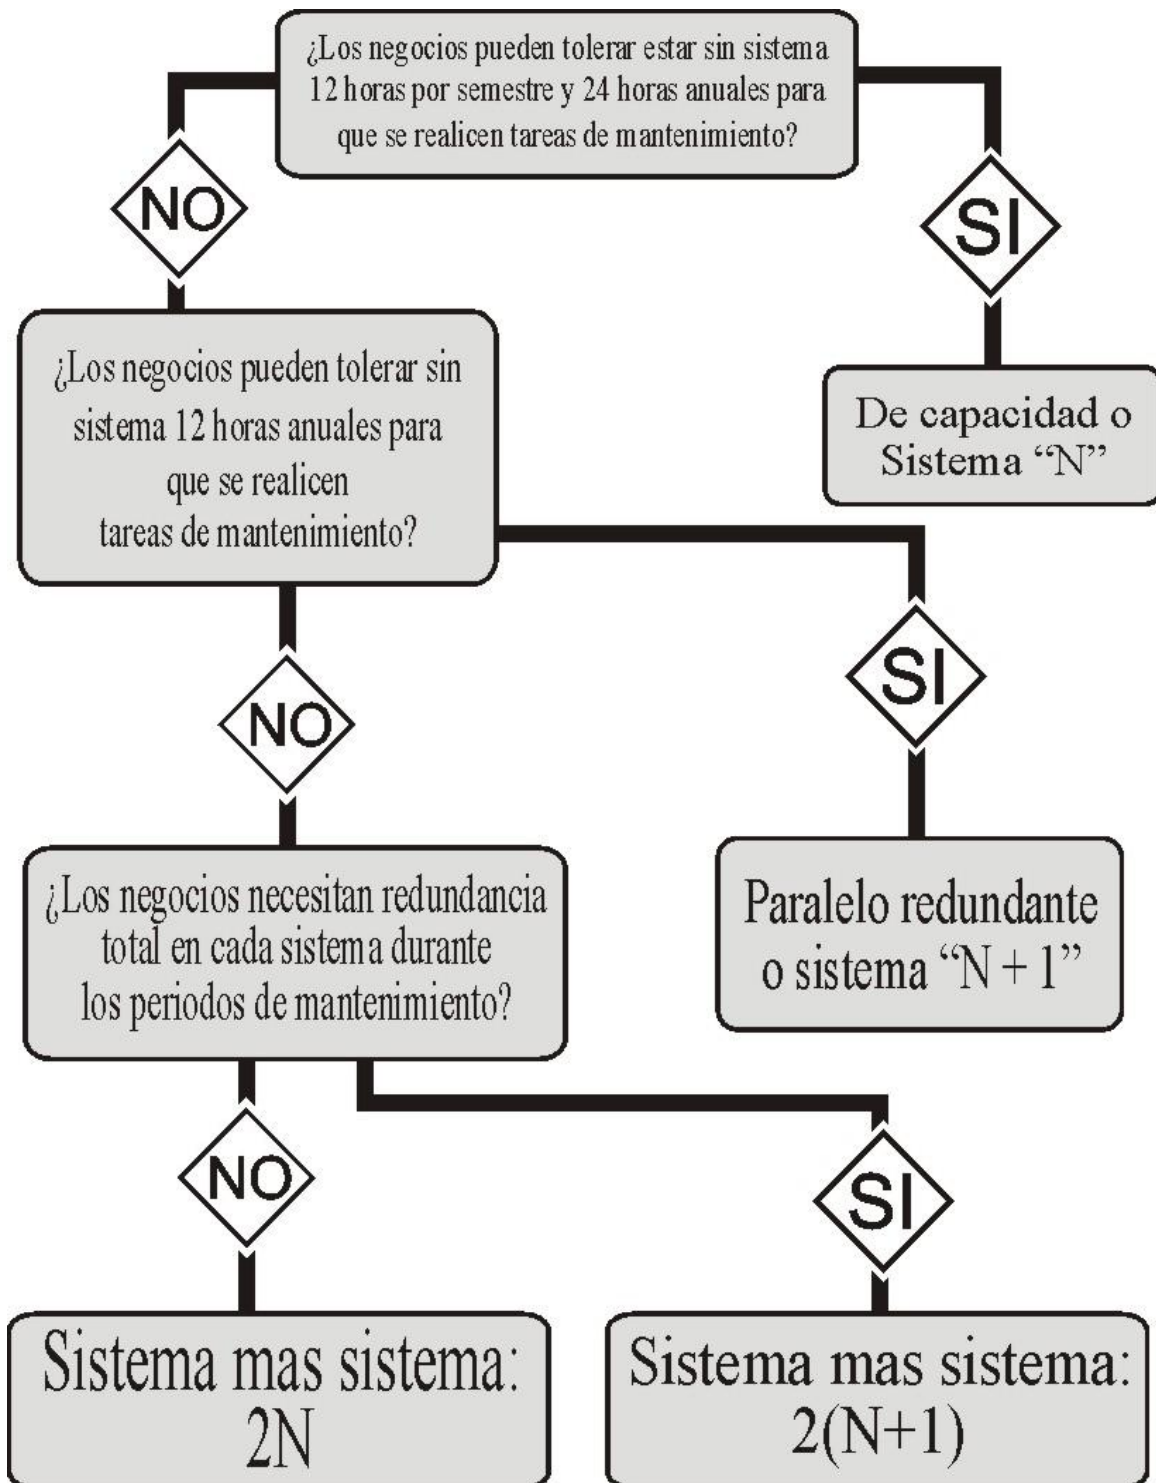 ¿Los negocios pueden tolerar estar sin sistema
12 horas por semestre y 24 horas anuales para
que se realicen tareas de mantenimiento?
NO
SI
¿Los negocios pueden tolerar sin
sistema 12 horas anuales para
que se realicen
tareas de mantenimiento?
De capacidad o
Sistema “N”
NO
SI
¿Los negocios necesitan redundancia
total en cada sistema durante
los periodos de mantenimiento?
Paralelo redundante
o sistema “N + 1”
NO
SI
Sistema mas sistema:
2N
Sistema mas sistema:
2(N+1)